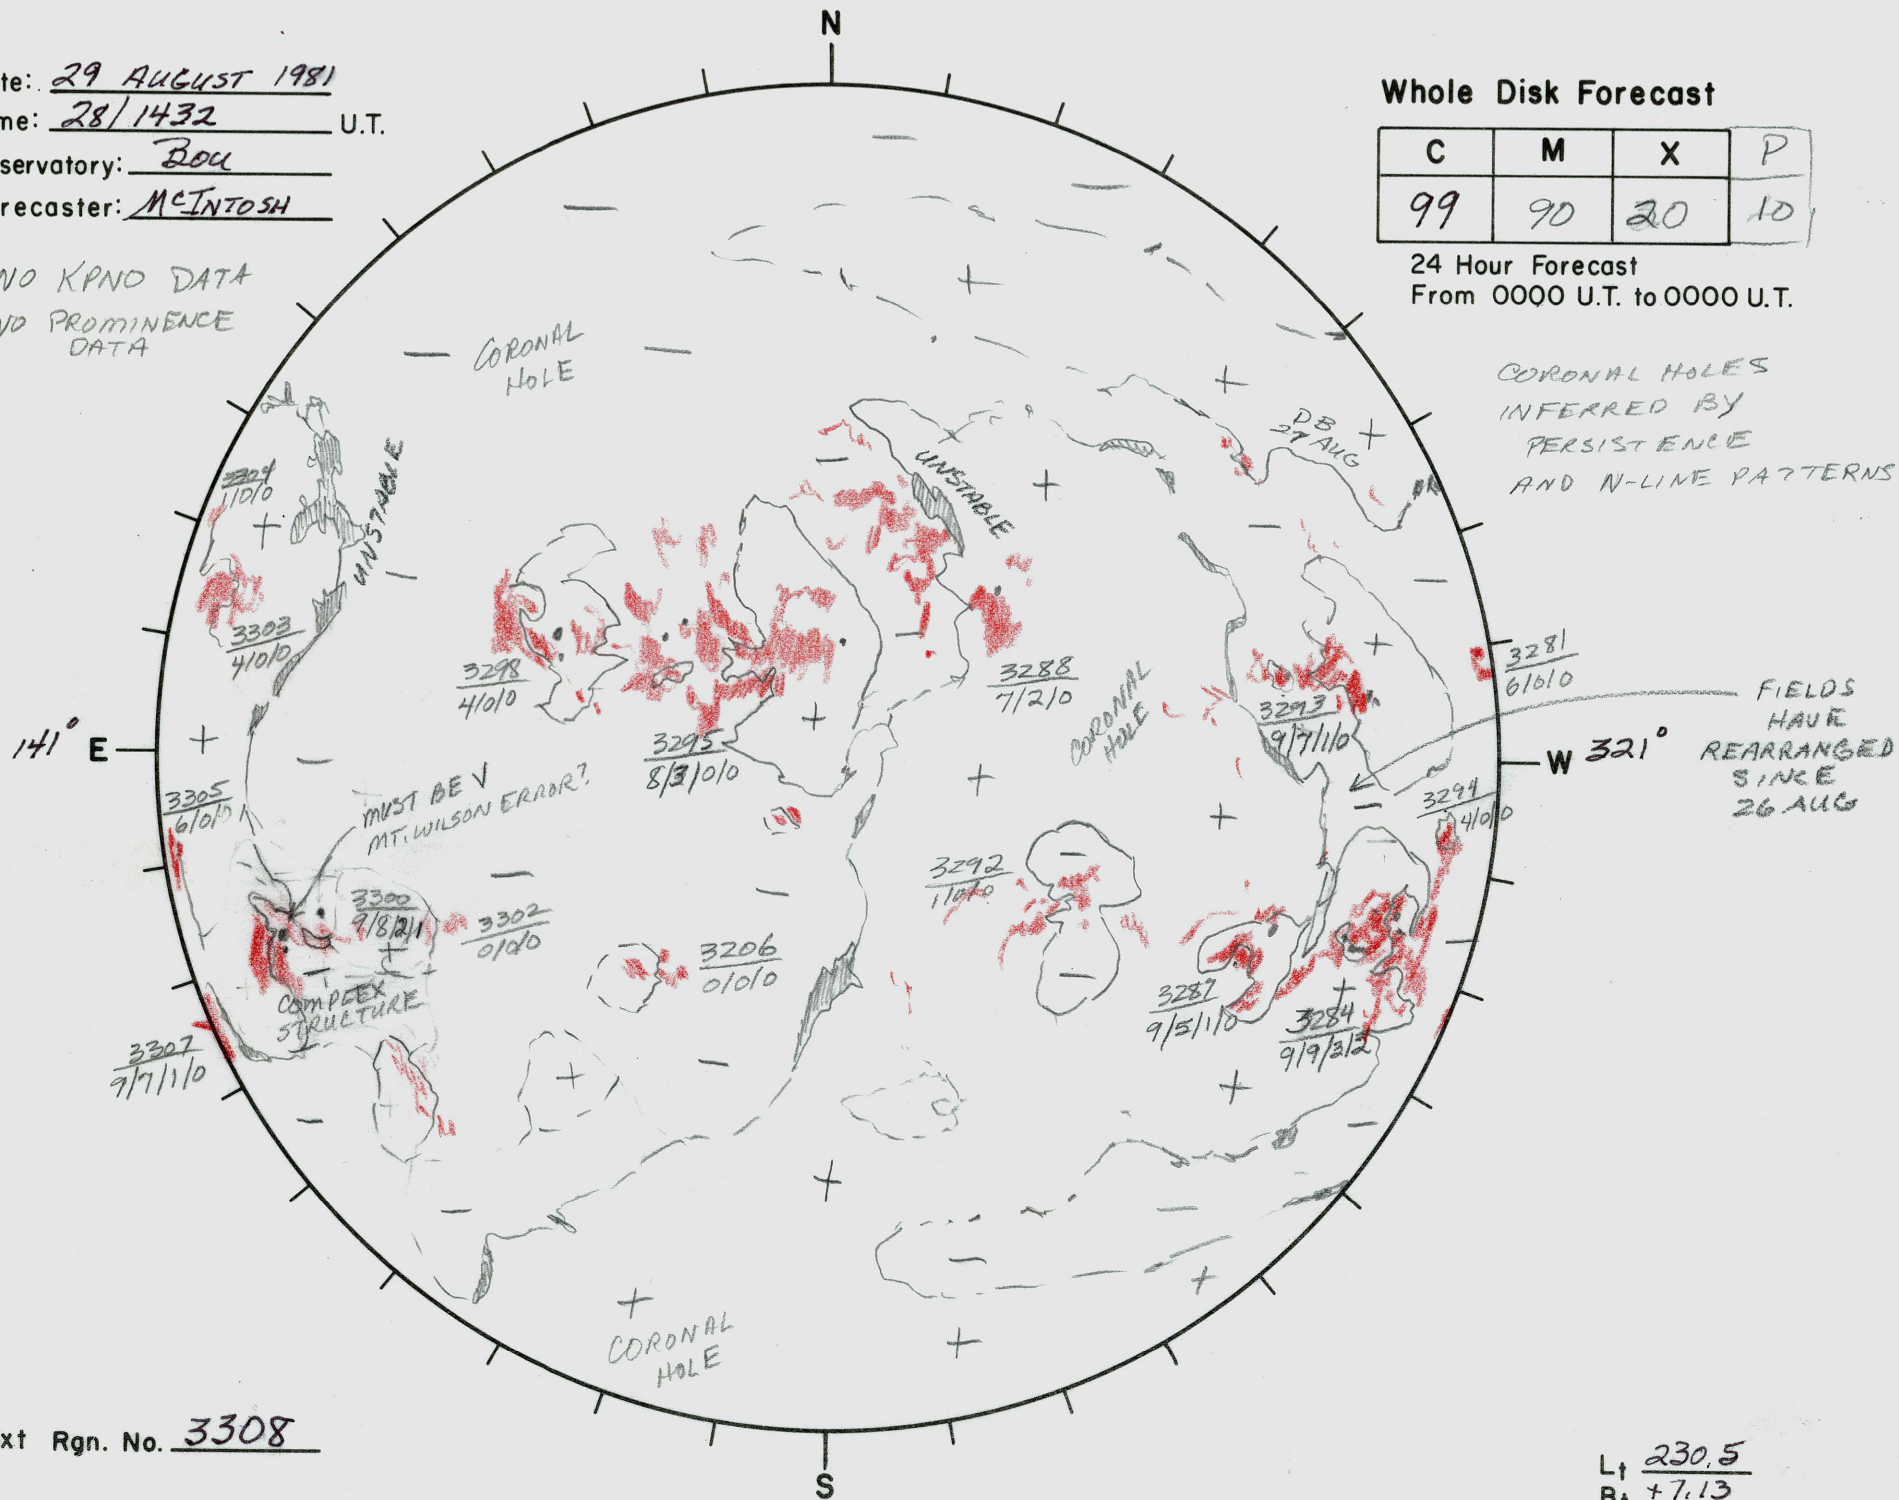 N
te: 29 AUGUST 1981
me: 28/1432 U.T.
servatory: BOU
recaster: McINTOSH
NO KPNO DATA
NO PROMINENCE
DATA
Whole Disk Forecast
C M X P
99 90 20 10
24 Hour Forecast
From 0000 U.T. to 0000 U.T.
CORONAL HOLES
INFERRED BY
PERSISTENCE
AND N-LINE PATTERNS
CORONAL
HOLE
DB
27 AUG
UNSTABLE
UNSTABLE
3304
1/0/0
3303
4/0/0
3298
4/0/0
3295
8/3/0/0
3288
7/2/0
CORONAL
HOLE
3293
9/7/1/0
3281
6/0/0
FIELDS
HAVE
REARRANGED
SINCE
26 AUG
141° E
W 321°
3305
6/0/0
MUST BE V
MT. WILSON ERROR?
3294
4/0/0
3292
1/0/0
3300
9/8/2/1
3302
0/0/0
3206
0/0/0
COMPLEX
STRUCTURE
3287
9/5/1/0
3284
9/9/3/2
3307
9/7/1/0
CORONAL
HOLE
xt Rgn. No. 3308
S
Lt 230.5
Bt +7.13